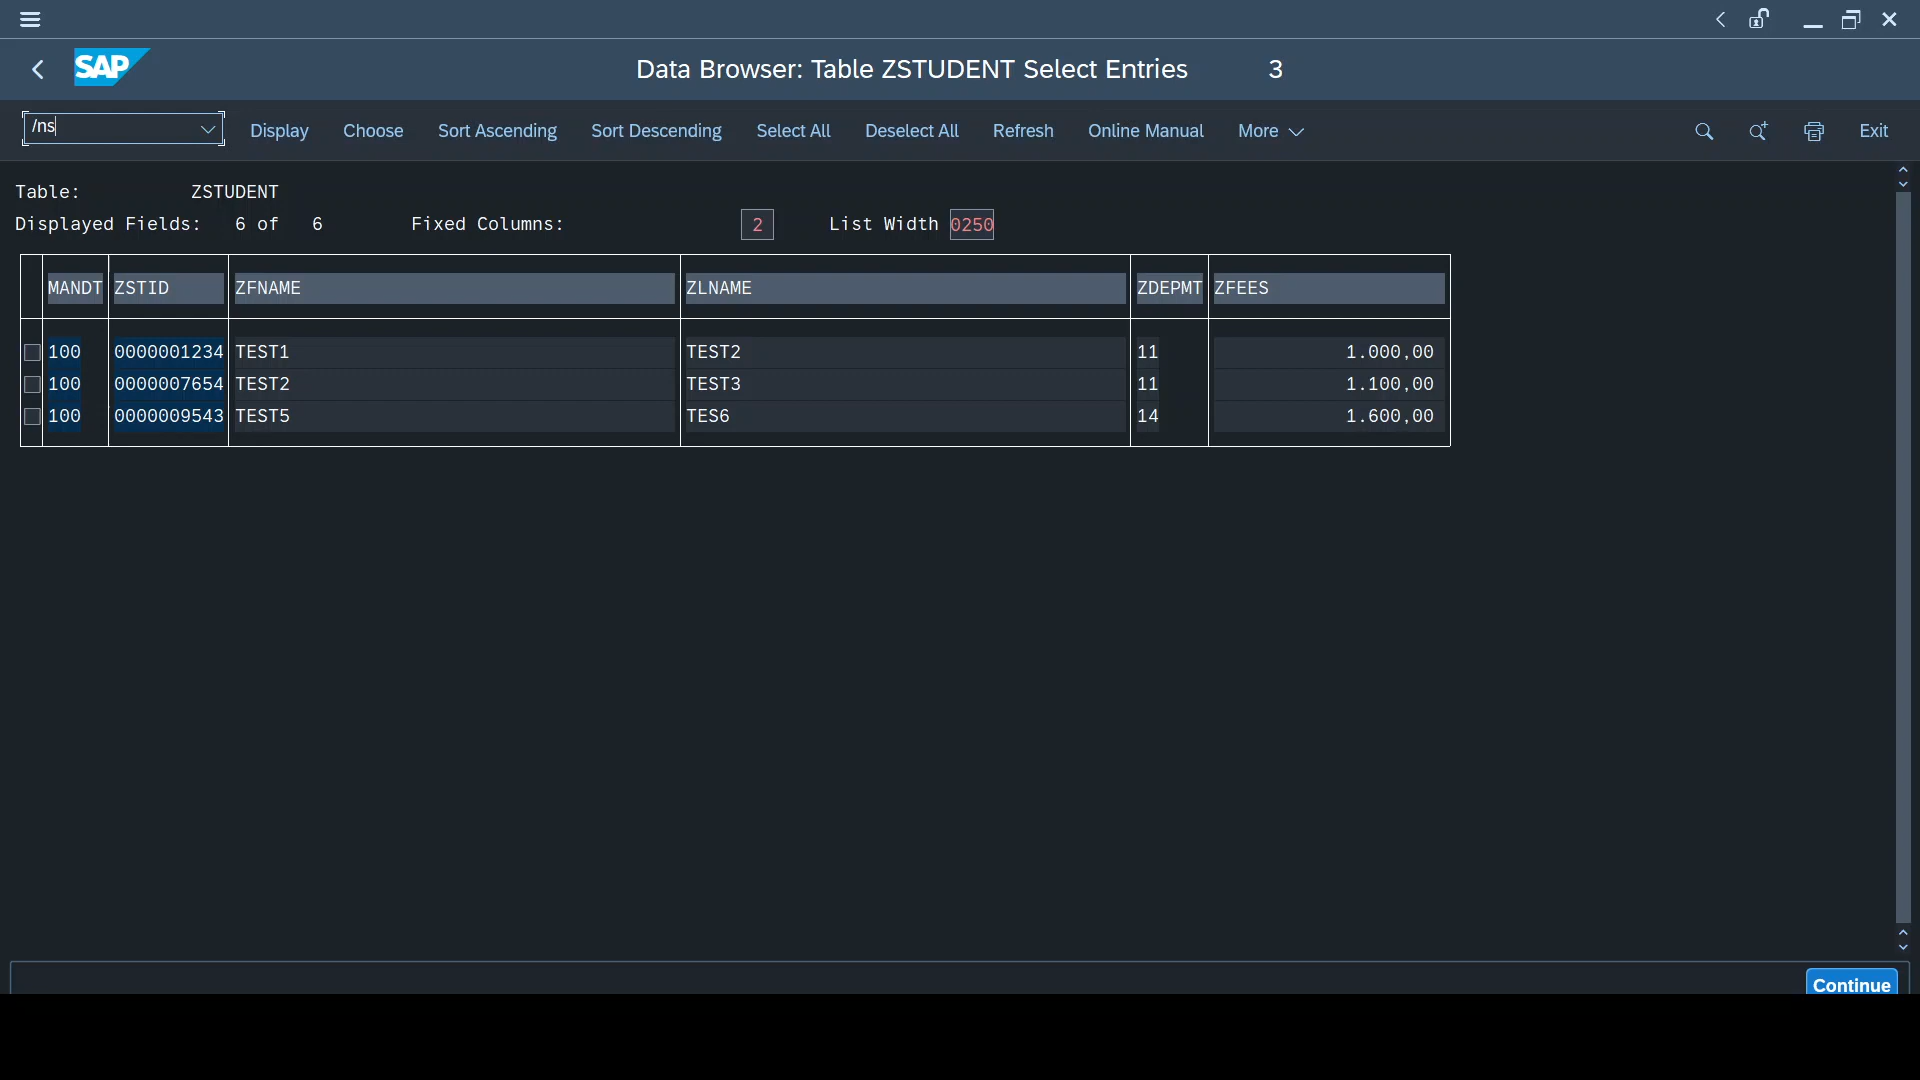 SAP
Data Browser: Table ZSTUDENT Select Entries 3
/ns Display Choose Sort Ascending Sort Descending Select All Deselect All Refresh Online Manual More Exit
Table: ZSTUDENT
Displayed Fields: 6 of 6 Fixed Columns: 2 List Width 0250
MANDT ZSTID ZFNAME ZLNAME ZDEPMT ZFEES
100 0000001234 TEST1 TEST2 11 1.000,00
100 0000007654 TEST2 TEST3 11 1.100,00
100 0000009543 TEST5 TES6 14 1.600,00
Continue